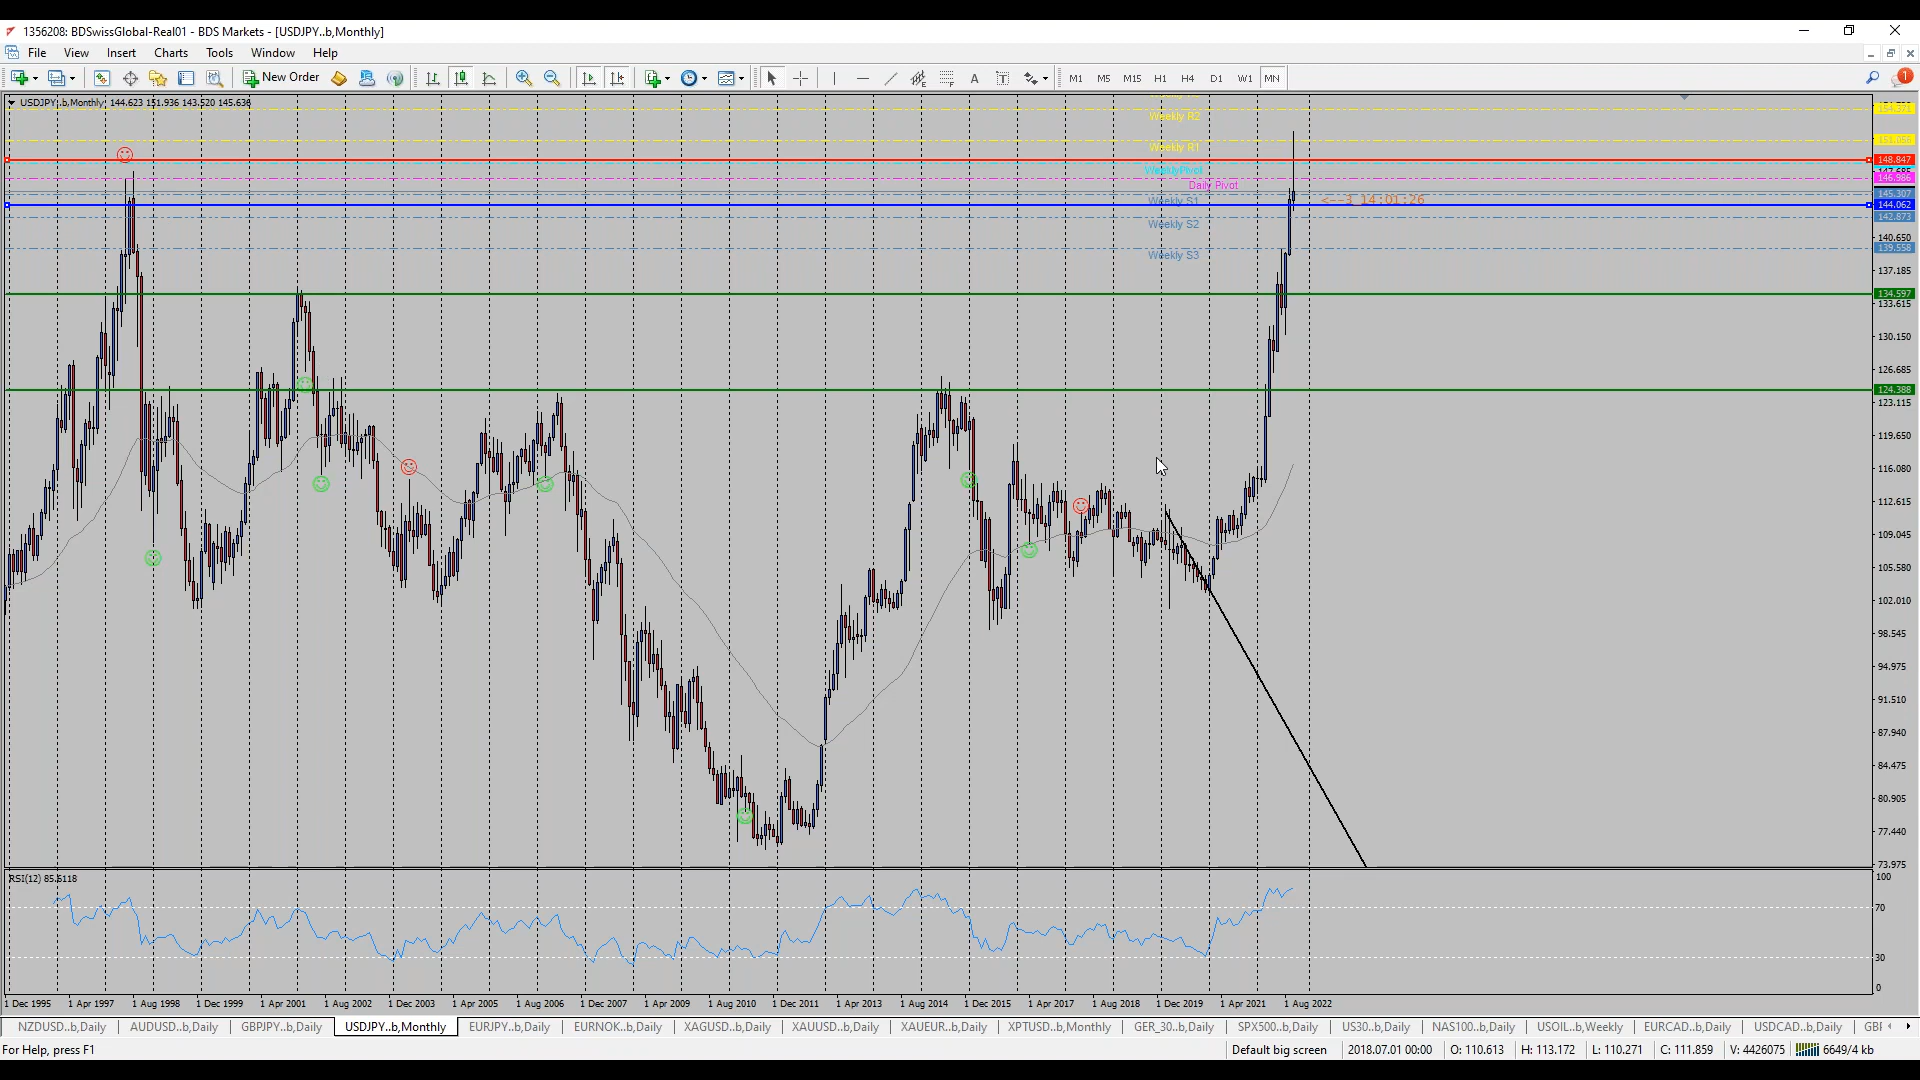 1356208: BDSwissGlobal-Real01 - BDS Markets - [USDJPY..b,Monthly]
File View Insert Charts Tools Window Help
New Order A T M1 M5 M15 H1 H4 D1 W1 MN 1
USDJPY..b,Monthly 144.623 151.936 143.520 145.636
Weekly R2
Weekly R1
148.847
WeeklyPivot
146.986
Daily Pivot
145.307
Weekly S1
<--3_14:01:26
144.062
142.873
Weekly S2
140.650
139.558
Weekly S3
137.185
134.597
133.615
130.150
126.685
124.388
123.115
119.650
116.080
112.615
109.045
105.580
102.010
98.545
94.975
91.510
87.940
84.475
80.905
77.440
73.975
RSI(12) 85.5118
100
70
30
0
1 Dec 1995 1 Apr 1997 1 Aug 1998 1 Dec 1999 1 Apr 2001 1 Aug 2002 1 Dec 2003 1 Apr 2005 1 Aug 2006 1 Dec 2007 1 Apr 2009 1 Aug 2010 1 Dec 2011 1 Apr 2013 1 Aug 2014 1 Dec 2015 1 Apr 2017 1 Aug 2018 1 Dec 2019 1 Apr 2021 1 Aug 2022
NZDUSD..b,Daily AUDUSD..b,Daily GBPJPY..b,Daily USDJPY..b,Monthly EURJPY..b,Daily EURNOK..b,Daily XAGUSD..b,Daily XAUUSD..b,Daily XAUEUR..b,Daily XPTUSD..b,Monthly GER_30..b,Daily SPX500..b,Daily US30..b,Daily NAS100..b,Daily USOIL..b,Weekly EURCAD..b,Daily USDCAD..b,Daily
For Help, press F1 Default big screen 2018.07.01 00:00 O: 110.613 H: 113.172 L: 110.271 C: 111.859 V: 4426075 6649/4 kb